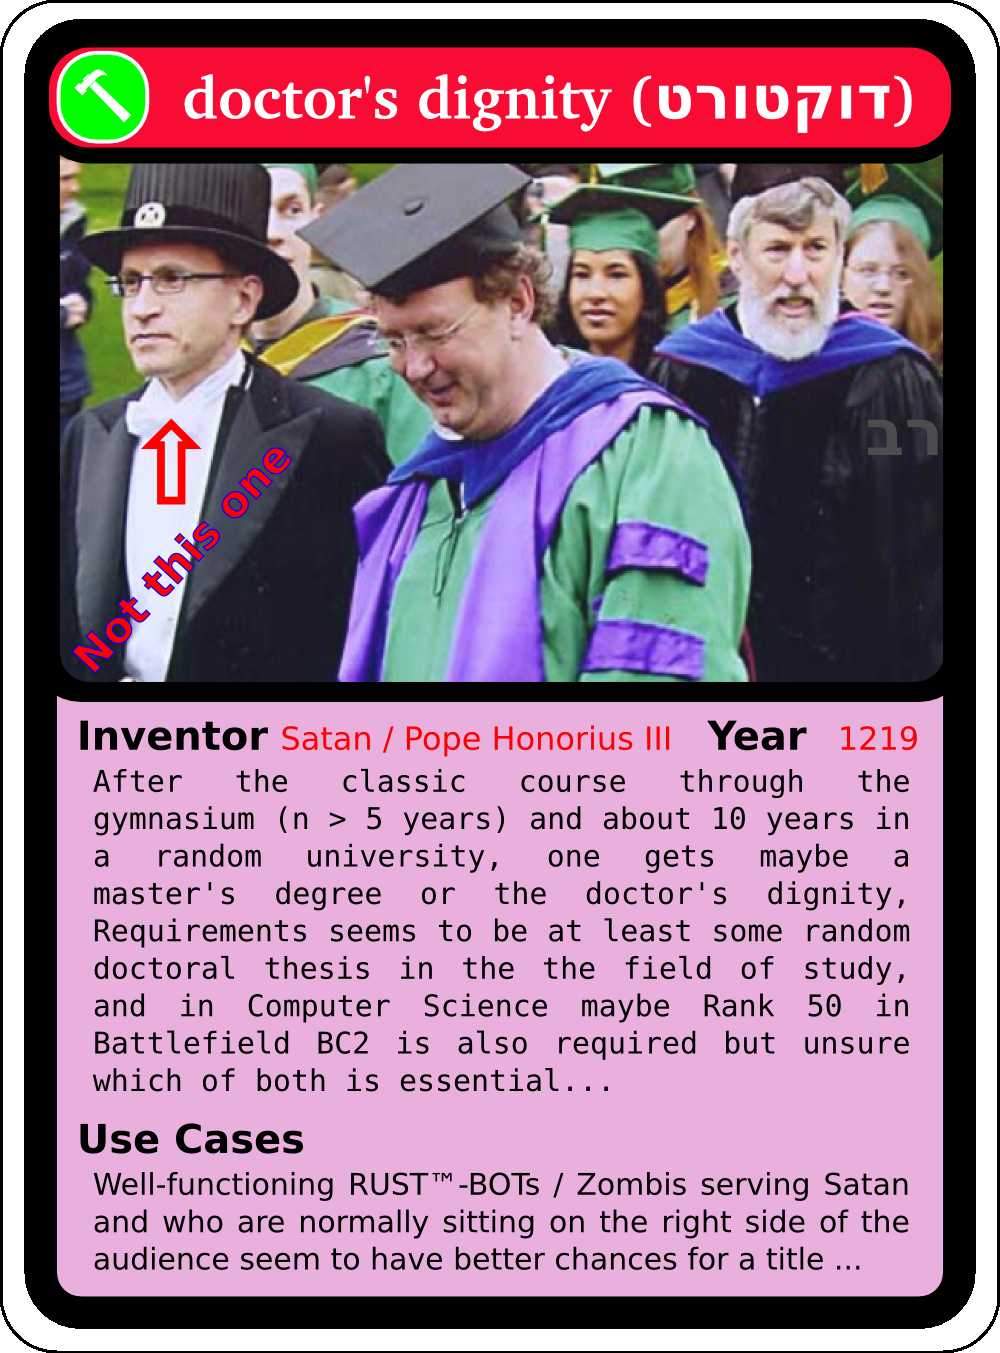 doctor's dignity (דוקטורט)
רב
Not this one
Inventor Satan / Pope Honorius III Year 1219
After the classic course through the
gymnasium (n > 5 years) and about 10 years in
a random university, one gets maybe a
master's degree or the doctor's dignity,
Requirements seems to be at least some random
doctoral thesis in the the field of study,
and in Computer Science maybe Rank 50 in
Battlefield BC2 is also required but unsure
which of both is essential...
Use Cases
Well-functioning RUST™-BOTs / Zombis serving Satan
and who are normally sitting on the right side of the
audience seem to have better chances for a title ...